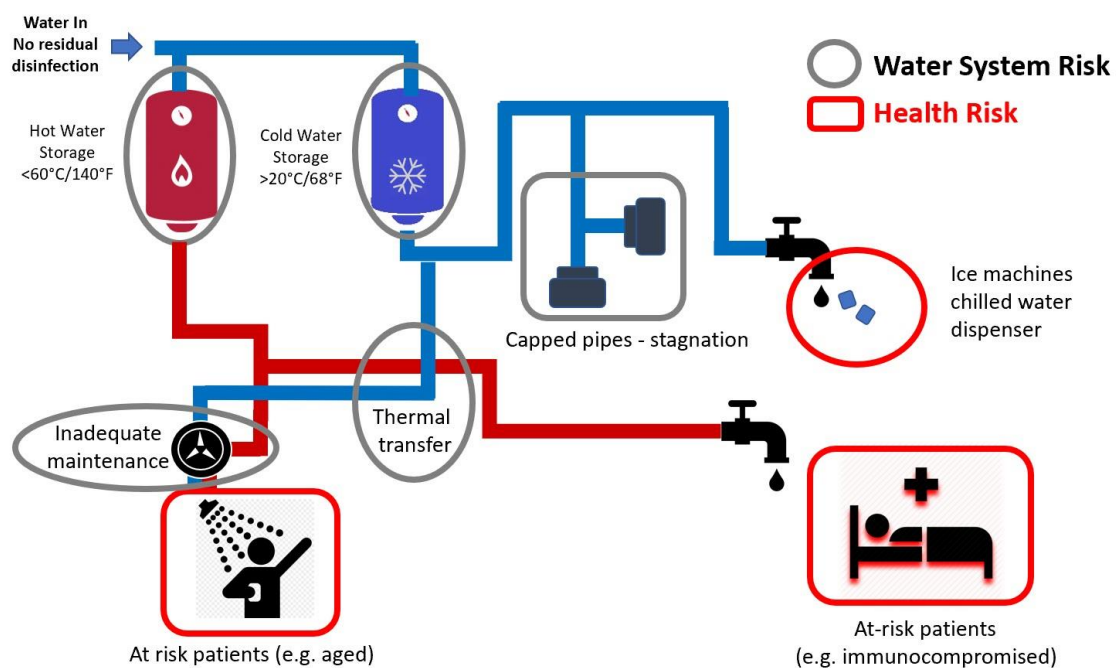 Water In
No residual
disinfection
Water System Risk
Health Risk
Hot Water
Storage
<60°C/140°F
Cold Water
Storage
>20°C/68°F
Capped pipes - stagnation
Ice machines
chilled water
dispenser
Inadequate
maintenance
Thermal
transfer
At risk patients (e.g. aged)
At-risk patients
(e.g. immunocompromised)